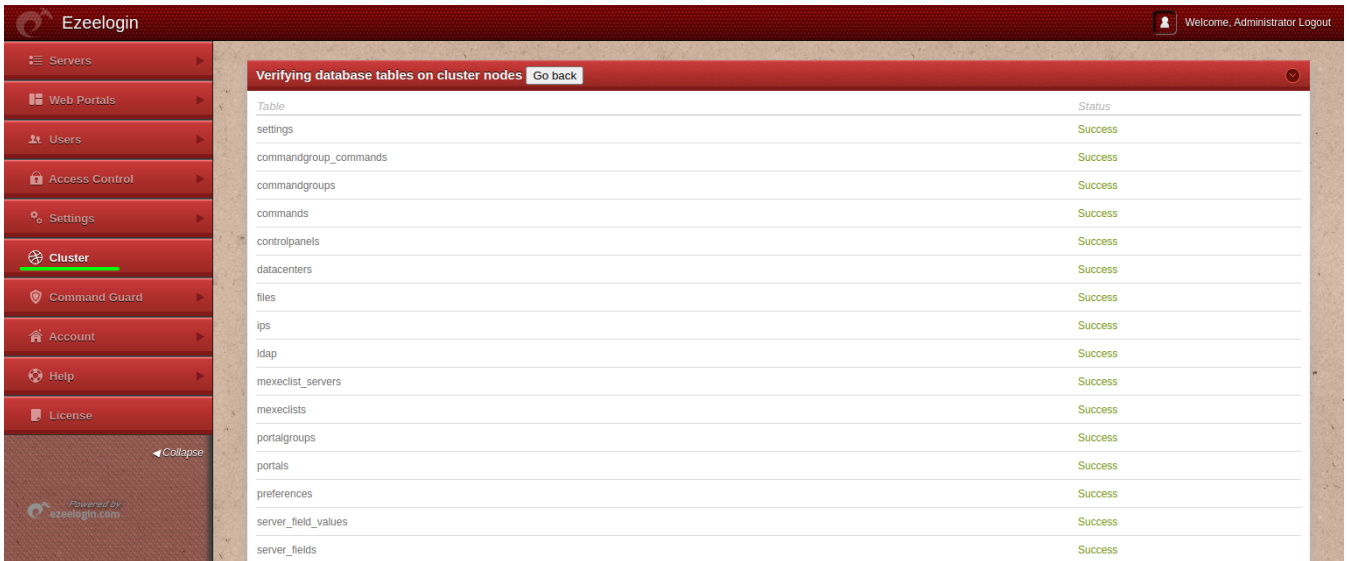 Ezeelogin
Welcome, Administrator Logout
Servers
Web Portals
Users
Access Control
Settings
Cluster
Command Guard
Account
Help
License
Collapse
Powered by
ezeelogin.com
Verifying database tables on cluster nodes Go back
Table Status
settings Success
commandgroup_commands Success
commandgroups Success
commands Success
controlpanels Success
datacenters Success
files Success
ips Success
ldap Success
mexeclist_servers Success
mexeclists Success
portalgroups Success
portals Success
preferences Success
server_field_values Success
server_fields Success